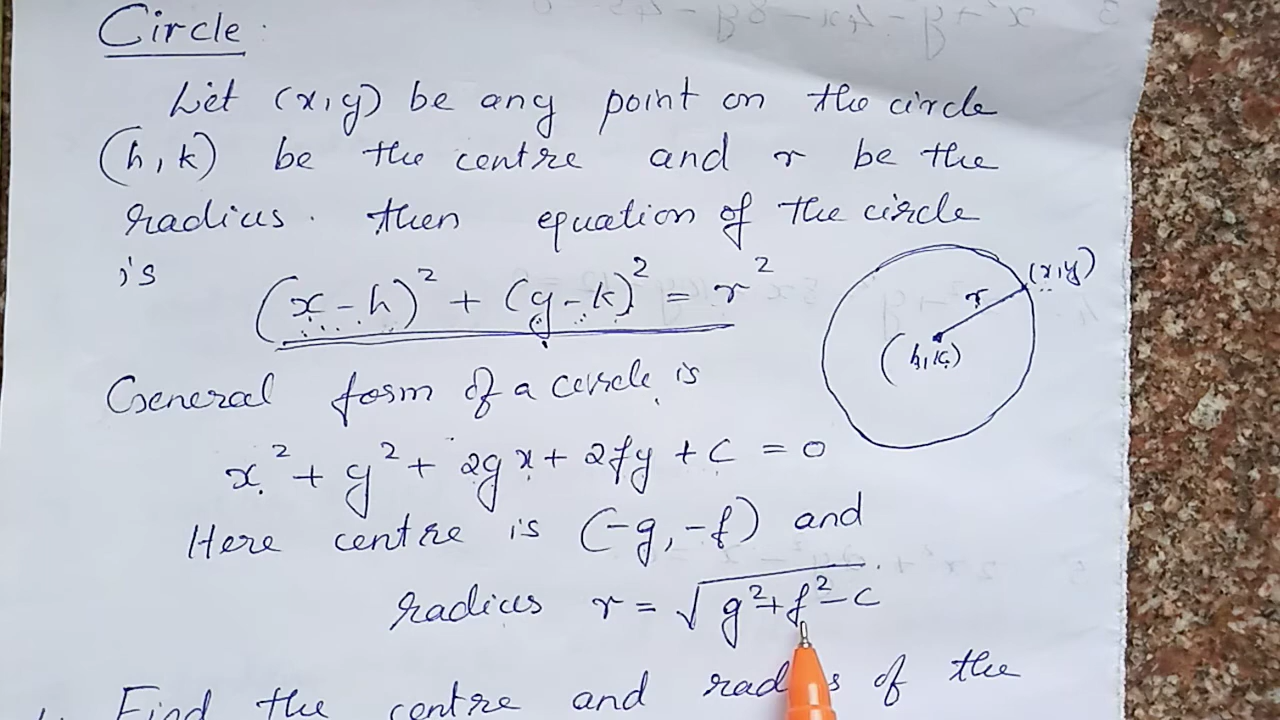 Circle:
Let (x,y) be any point on the circle
(h,k) be the centre and r be the
radius. then equation of the circle
is
(x-h)² + (y-k)² = r²
(x,y)
r
(h,k)
General form of a circle is
x² + y² + 2gx + 2fy + c = 0
Here centre is (-g,-f) and
radius r = √g²+f²-c
Find the centre and radius of the